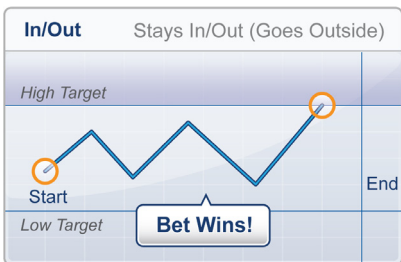 In/Out Stays In/Out (Goes Outside)
High Target
Start
End
Low Target
Bet Wins!